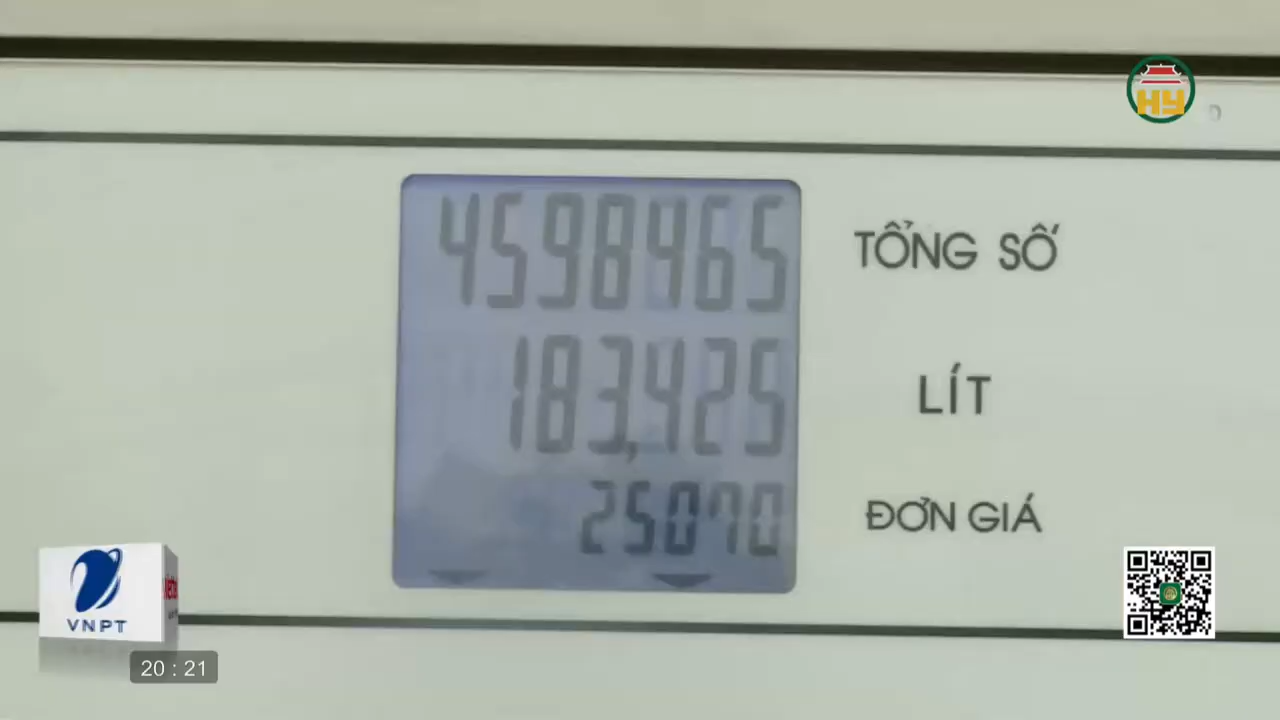 HY
4598465
TỔNG SỐ
183,425
LÍT
25070
ĐƠN GIÁ
VNPT
20 : 21